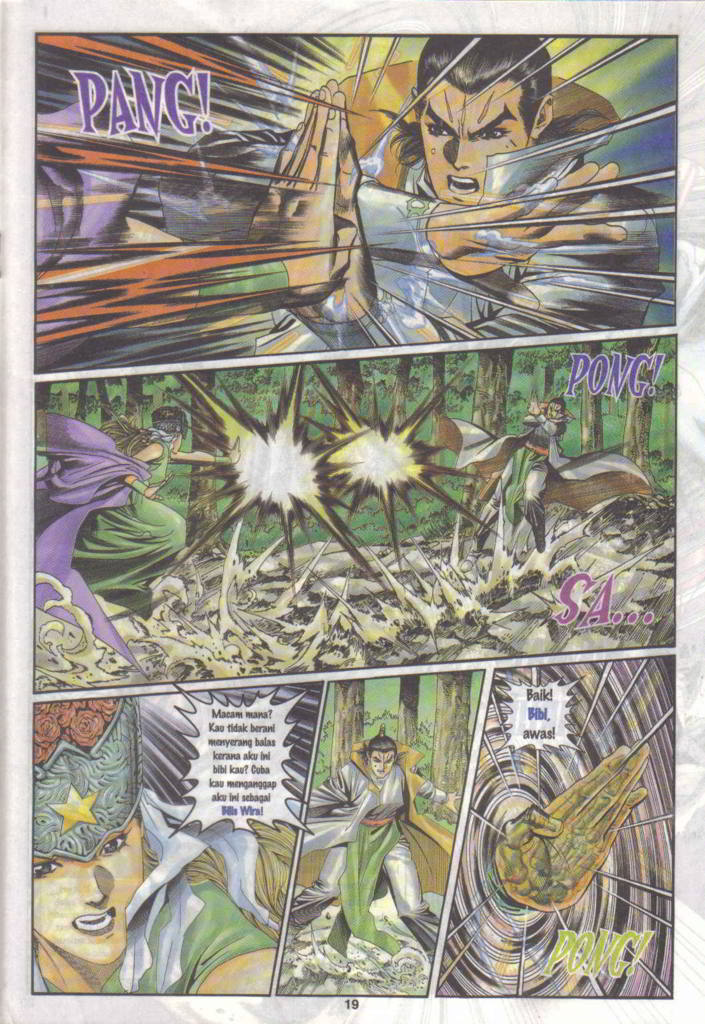 PANG!
PONG!
SA...
Macam mana?
Kau tidak berani
menyerang balas
kerana aku ini
bibi kau? Cuba
kau menganggap
aku ini sebagai
Bilis Wira!
Baik!
Bibi,
awas!
PONG!
19